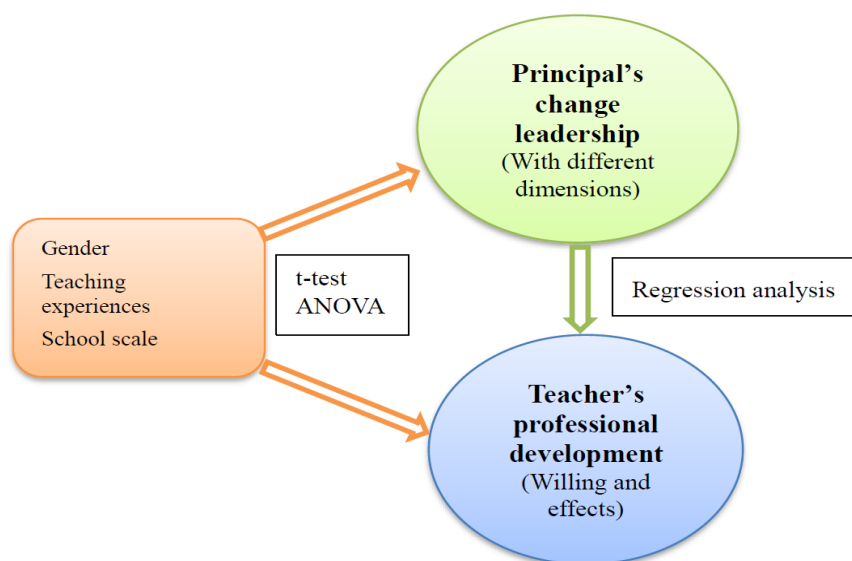 Principal's
change
leadership
(With different
dimensions)
Gender
Teaching
experiences
School scale
t-test
ANOVA
Regression analysis
Teacher's
professional
development
(Willing and
effects)